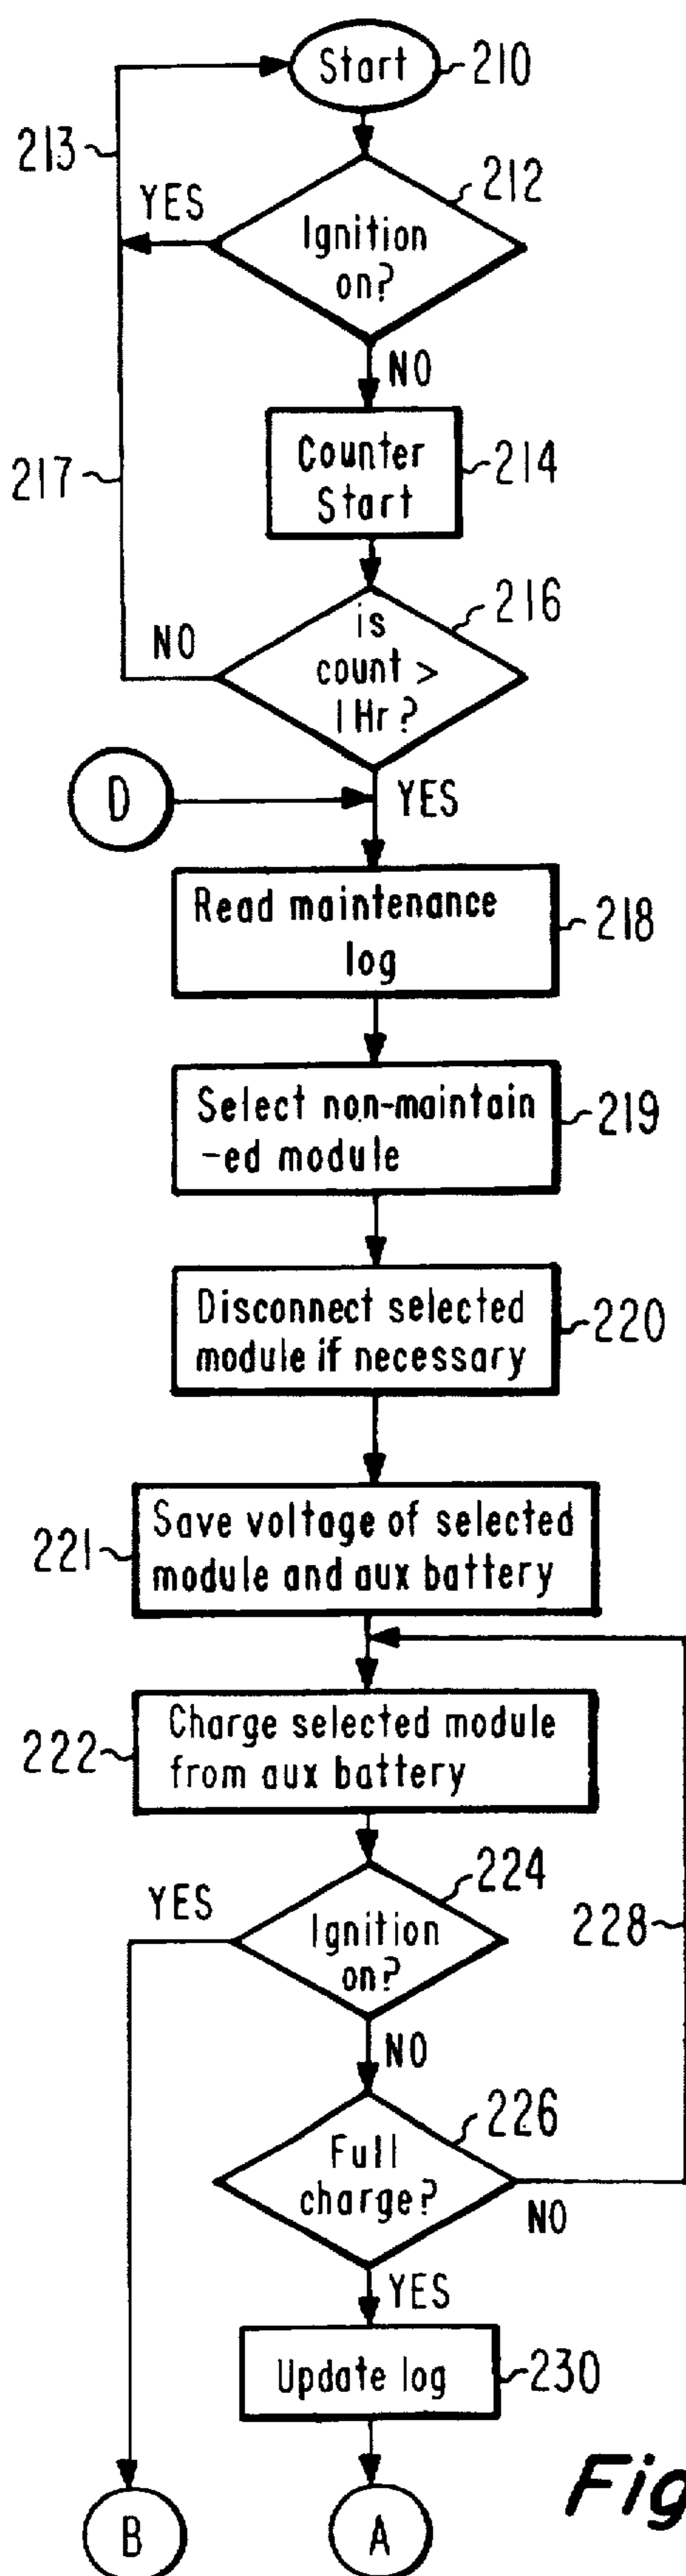 Start
210
213
212
YES
Ignition
on?
NO
Counter
Start
214
217
216
is
count >
1 Hr?
NO
D
YES
Read maintenance
log
218
Select non-maintain
-ed module
219
Disconnect selected
module if necessary
220
221
Save voltage of selected
module and aux battery
222
Charge selected module
from aux battery
224
YES
Ignition
on?
228
NO
226
Full
charge?
NO
YES
Update log
230
B
A
Fig